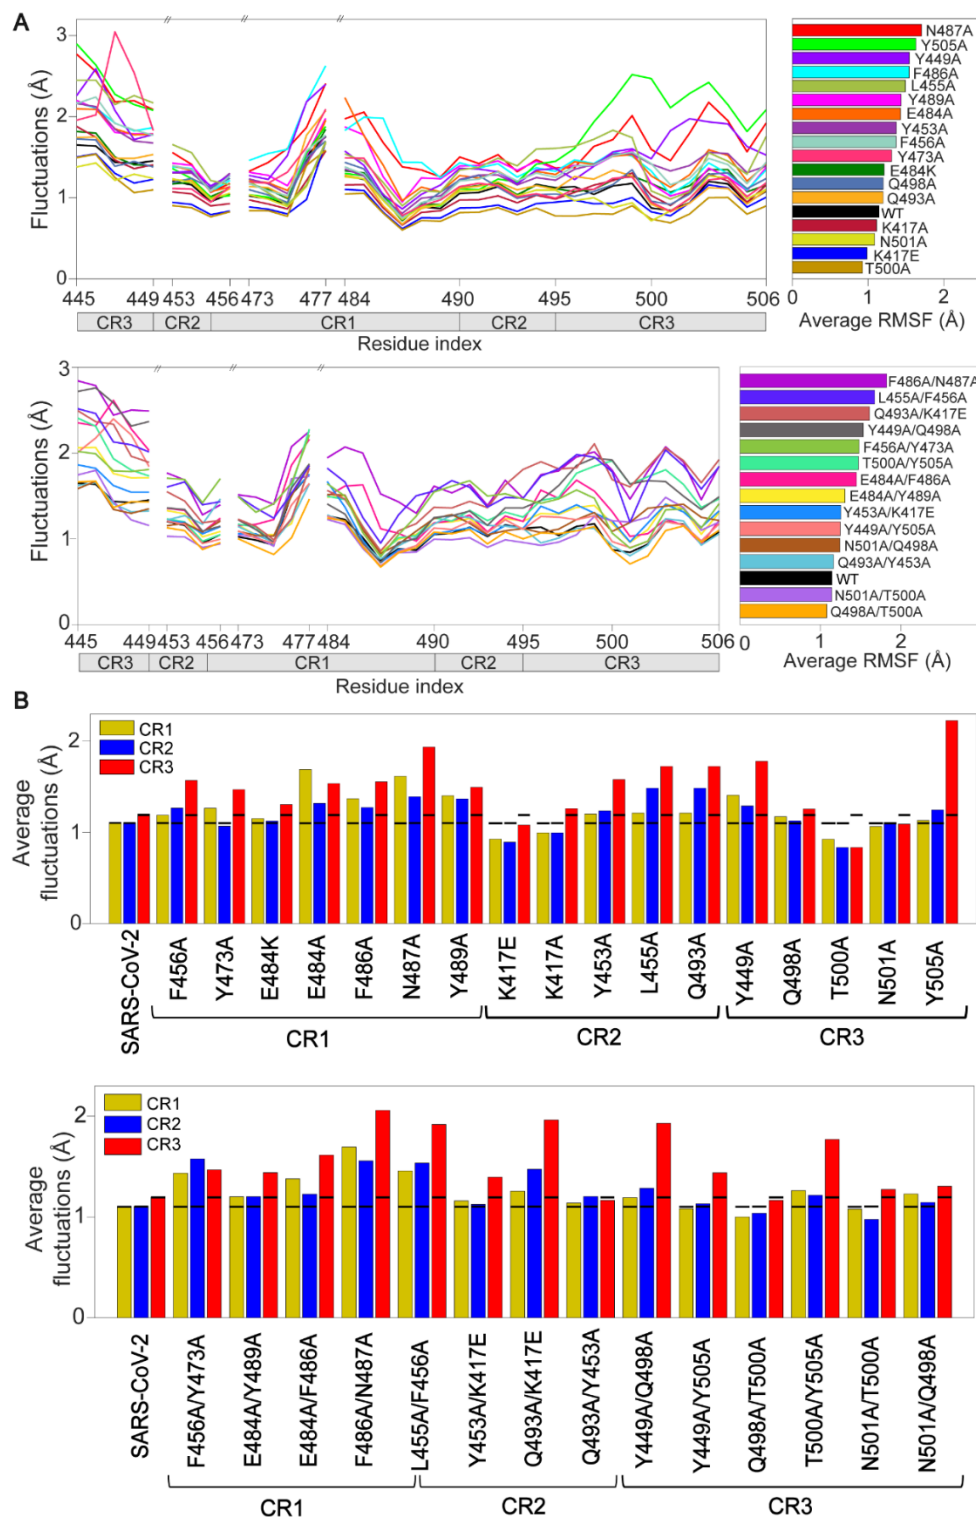 A
Fluctuations (Å)
3
2
1
0
//
//
//
445
449
453
456
473
477
484
490
495
500
506
CR3
CR2
CR1
CR2
CR3
Residue index
N487A
Y505A
Y449A
F486A
L455A
Y489A
E484A
Y453A
F456A
Y473A
E484K
Q498A
Q493A
WT
K417A
N501A
K417E
T500A
0
1
2
Average RMSF (Å)
Fluctuations (Å)
3
2
1
0
//
//
//
445
449
453
456
473
477
484
490
495
500
506
CR3
CR2
CR1
CR2
CR3
Residue index
F486A/N487A
L455A/F456A
Q493A/K417E
Y449A/Q498A
F456A/Y473A
T500A/Y505A
E484A/F486A
E484A/Y489A
Y453A/K417E
Y449A/Y505A
N501A/Q498A
Q493A/Y453A
WT
N501A/T500A
Q498A/T500A
0
1
2
Average RMSF (Å)
B
Average
fluctuations (Å)
2
1
0
CR1
CR2
CR3
SARS-CoV-2
F456A
Y473A
E484K
E484A
F486A
N487A
Y489A
K417E
K417A
Y453A
L455A
Q493A
Y449A
Q498A
T500A
N501A
Y505A
CR1
CR2
CR3
Average
fluctuations (Å)
2
1
0
CR1
CR2
CR3
SARS-CoV-2
F456A/Y473A
E484A/Y489A
E484A/F486A
F486A/N487A
L455A/F456A
Y453A/K417E
Q493A/K417E
Q493A/Y453A
Y449A/Q498A
Y449A/Y505A
Q498A/T500A
T500A/Y505A
N501A/T500A
N501A/Q498A
CR1
CR2
CR3